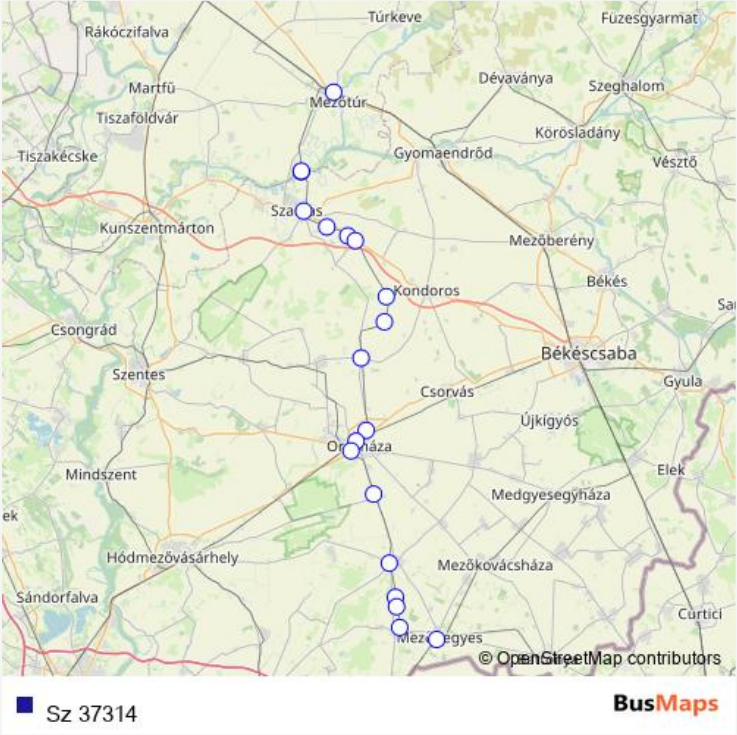 Túrkeve
Füzesgyarmat
Rákóczifalva
Dévaványa
Szeghalom
Martfű
Mezőtúr
Tiszaföldvár
Körösladány
Gyomaendrőd
Tiszakécske
Vésztő
Kunszentmárton
Mezőberény
Békés
Kondoros
Csongrád
Békéscsaba
Szentes
Gyula
Csorvás
Újkígyós
Mindszent
Elek
Medgyesegyháza
ek
Hódmezővásárhely
Mezőkovácsháza
Sándorfalva
Curtici
© OpenStreetMap contributors
Sz 37314
BusMaps